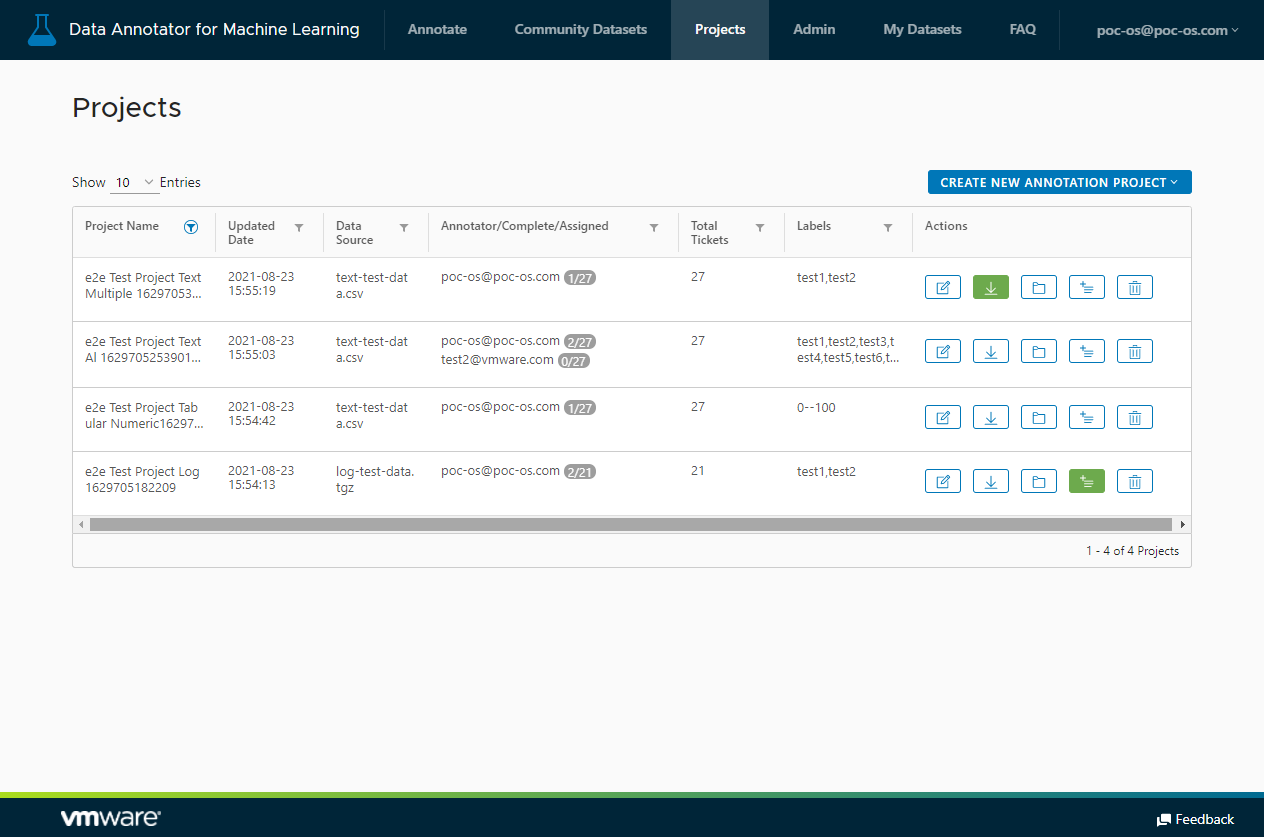 Data Annotator for Machine Learning
Annotate
Community Datasets
Projects
Admin
My Datasets
FAQ
poc-os@poc-os.com
Projects
Show 10 Entries
CREATE NEW ANNOTATION PROJECT
Project Name
Updated
Date
Data
Source
Annotator/Complete/Assigned
Total
Tickets
Labels
Actions
e2e Test Project Text
Multiple 16297053...
2021-08-23
15:55:19
text-test-dat
a.csv
poc-os@poc-os.com 1/27
27
test1,test2
e2e Test Project Text
Al 1629705253901...
2021-08-23
15:55:03
text-test-dat
a.csv
poc-os@poc-os.com 2/27
test2@vmware.com 0/27
27
test1,test2,test3,t
est4,test5,test6,t...
e2e Test Project Tab
ular Numeric16297...
2021-08-23
15:54:42
text-test-dat
a.csv
poc-os@poc-os.com 1/27
27
0--100
e2e Test Project Log
1629705182209
2021-08-23
15:54:13
log-test-data.
tgz
poc-os@poc-os.com 2/21
21
test1,test2
1 - 4 of 4 Projects
vmware
Feedback